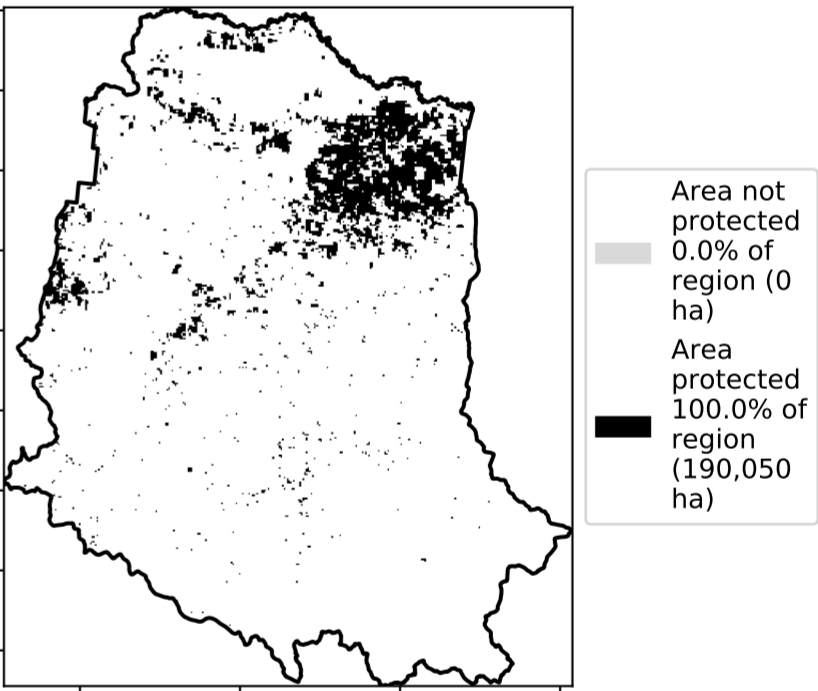 Area not
protected
0.0% of
region (0
ha)
Area
protected
100.0% of
region
(190,050
ha)